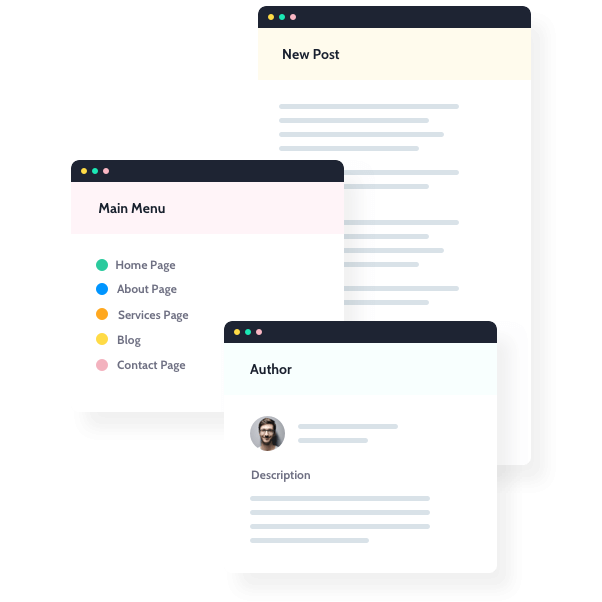 New Post
Main Menu
Home Page
About Page
Services Page
Blog
Contact Page
Author
Description